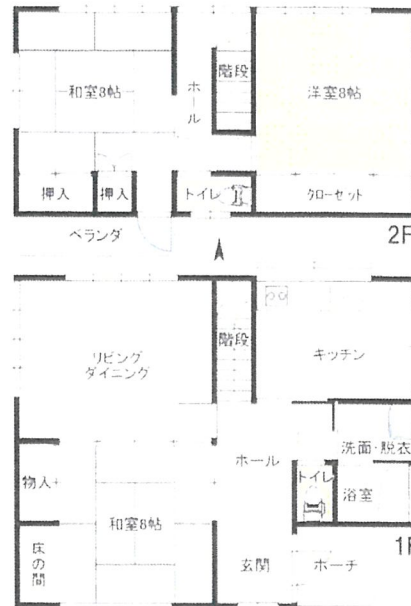 和室8帖
ホール
階段
洋室8帖
押入
押入
トイレ
クローゼット
ベランダ
2F
リビング
ダイニング
階段
キッチン
ホール
洗面・脱衣
トイレ
浴室
物入
和室8帖
床の間
玄関
ポーチ
1F